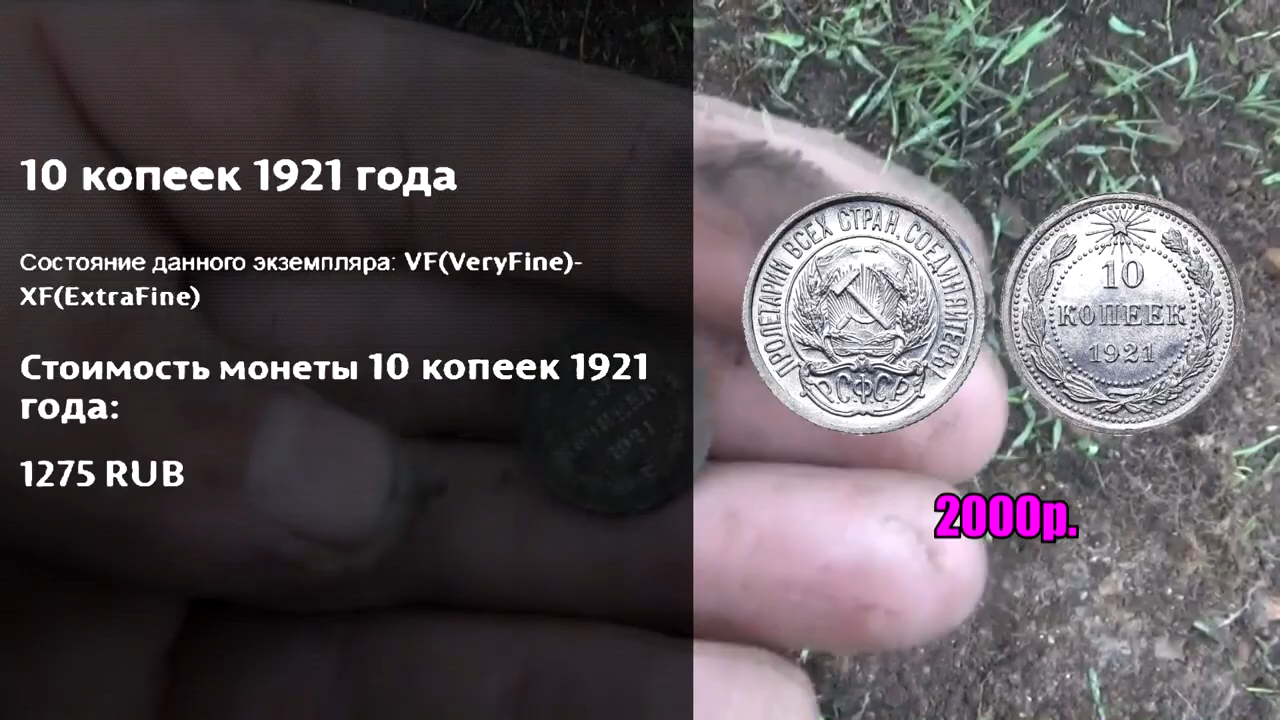 10 копеек 1921 года
Состояние данного экземпляра: VF(VeryFine)-
XF(ExtraFine)
Стоимость монеты 10 копеек 1921
года:
1275 RUB
ПРОЛЕТАРИИ ВСЕХ СТРАН, СОЕДИНЯЙТЕСЬ!
РСФСР
10
КОПЕЕК
1921
2000р.